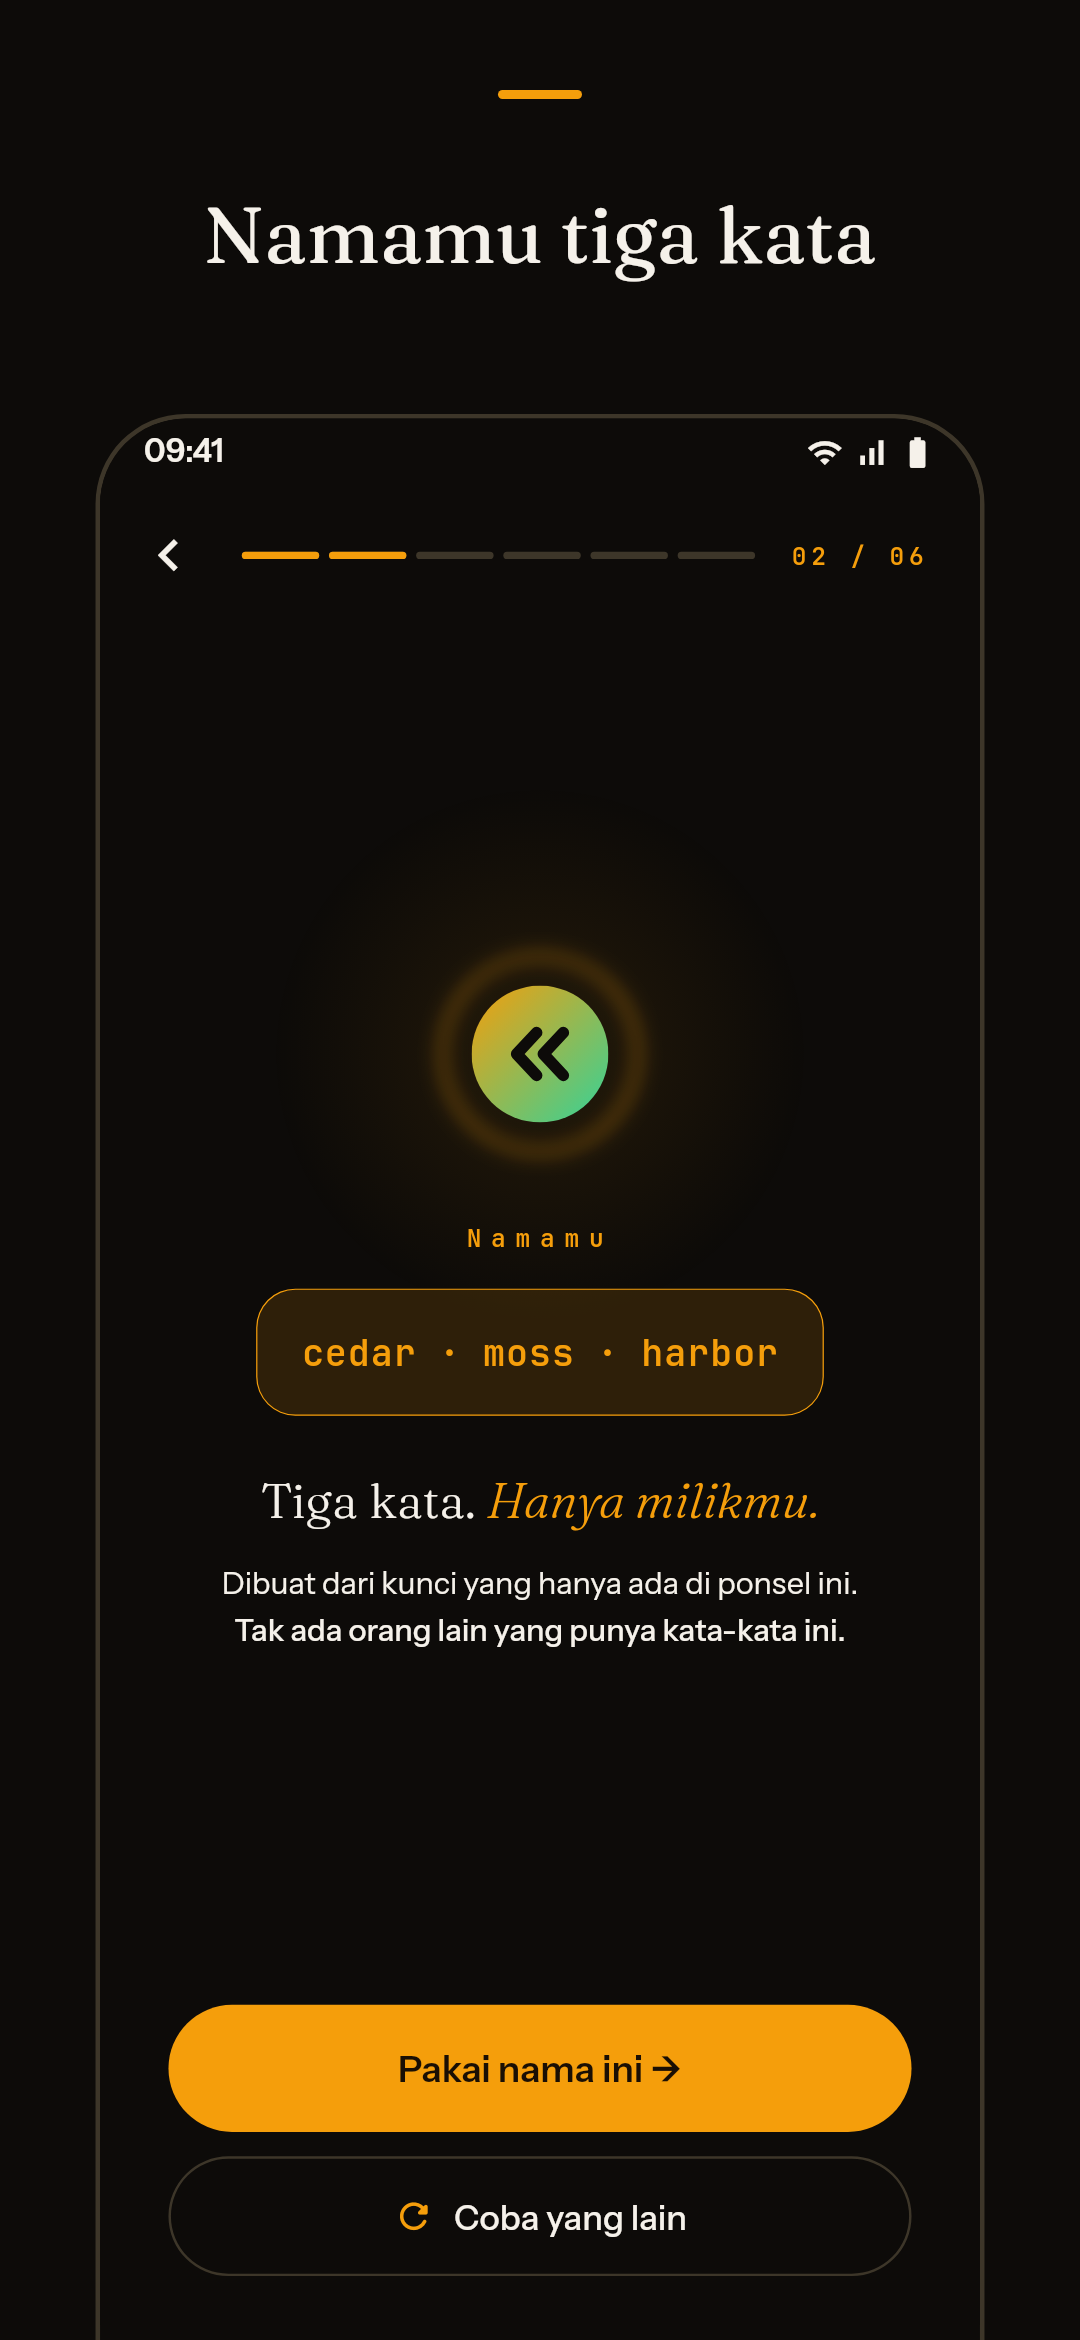 Namamu tiga kata
09:41
02 / 06
Namamu
cedar · moss · harbor
Tiga kata. Hanya milikmu.
Dibuat dari kunci yang hanya ada di ponsel ini.
Tak ada orang lain yang punya kata-kata ini.
Pakai nama ini →
Coba yang lain